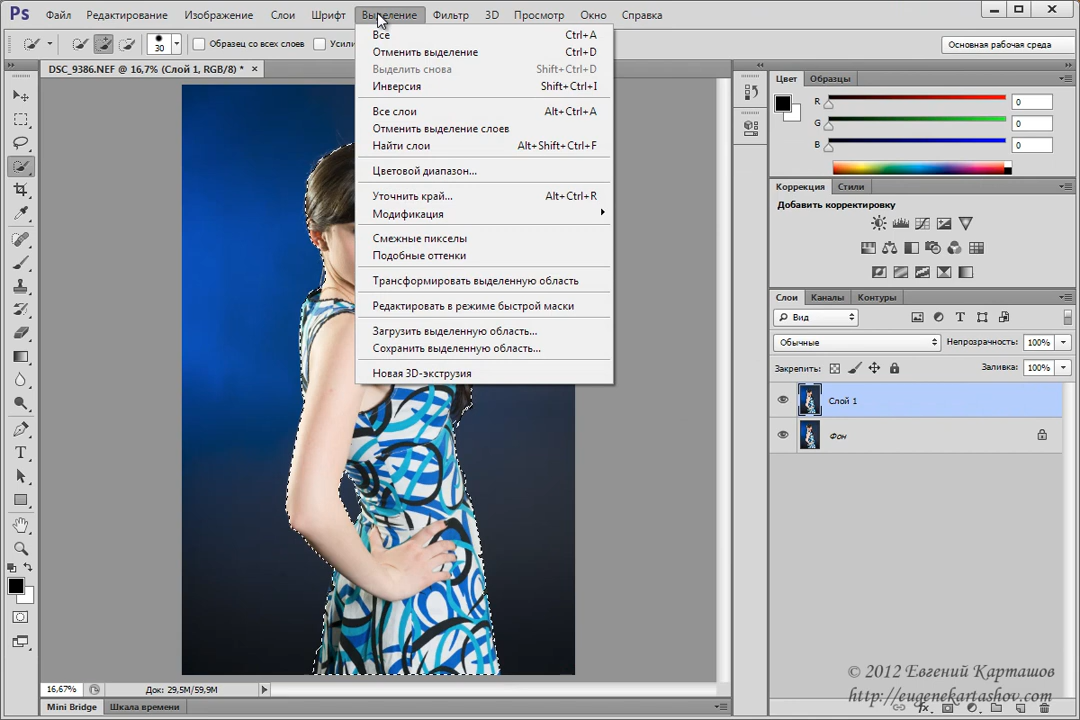 Ps Файл Редактирование Изображение Слои Шрифт Выделение Фильтр 3D Просмотр Окно Справка
30 Образец со всех слоев Основная рабочая среда
DSC_9386.NEF @ 16,7% (Слой 1, RGB/8) * ×
Все Ctrl+A
Отменить выделение Ctrl+D
Выделить снова Shift+Ctrl+D
Инверсия Shift+Ctrl+I
Все слои Alt+Ctrl+A
Отменить выделение слоев
Найти слои Alt+Shift+Ctrl+F
Цветовой диапазон...
Уточнить край... Alt+Ctrl+R
Модификация
Смежные пикселы
Подобные оттенки
Трансформировать выделенную область
Редактировать в режиме быстрой маски
Загрузить выделенную область...
Сохранить выделенную область...
Новая 3D-экструзия
Цвет Образцы
R 0
G 0
B 0
Коррекция Стили
Добавить корректировку
Слои Каналы Контуры
Вид
Обычные Непрозрачность: 100%
Закрепить: Заливка: 100%
Слой 1
Фон
16,67% Док: 29,5M/59,9M
Mini Bridge Шкала времени
© 2012 Евгений Карташов
http://eugenekartashov.com